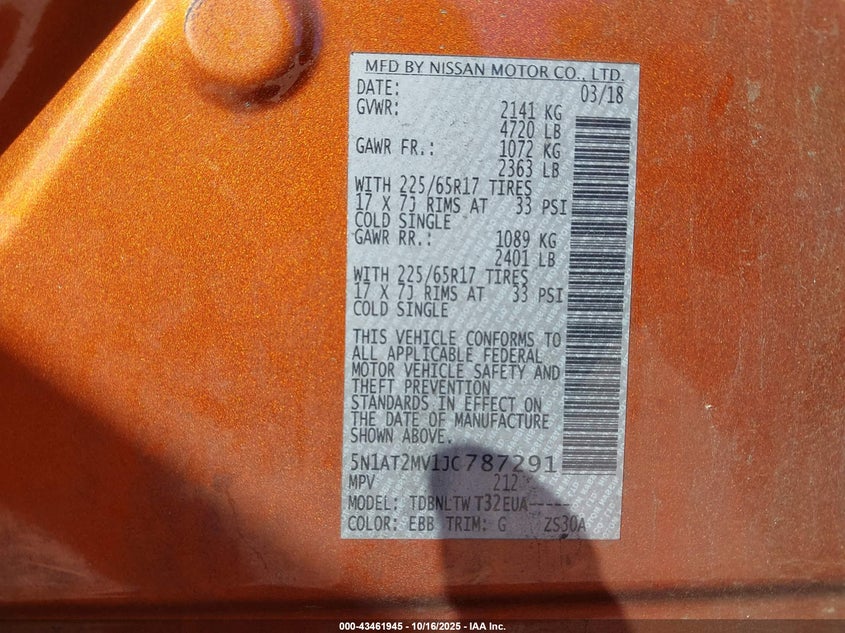 MFD BY NISSAN MOTOR CO., LTD.
DATE: 03/18
GVWR: 2141 KG
4720 LB
GAWR FR.: 1072 KG
2363 LB
WITH 225/65R17 TIRES
17 X 7J RIMS AT 33 PSI
COLD SINGLE
GAWR RR.: 1089 KG
2401 LB
WITH 225/65R17 TIRES
17 X 7J RIMS AT 33 PSI
COLD SINGLE
THIS VEHICLE CONFORMS TO
ALL APPLICABLE FEDERAL
MOTOR VEHICLE SAFETY AND
THEFT PREVENTION
STANDARDS IN EFFECT ON
THE DATE OF MANUFACTURE
SHOWN ABOVE.
5N1AT2MV1JC787291
MPV 212
MODEL: TDBNLTW T32EUA-----
COLOR: EBB TRIM: G ZS30A
000-43461945 - 10/16/2025 - IAA Inc.